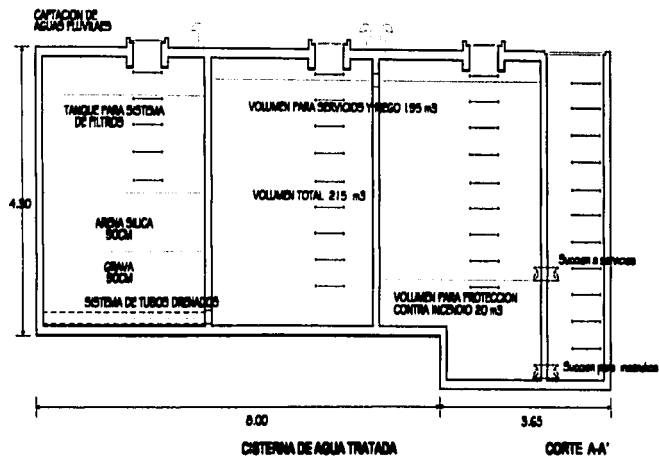 CAPTACION DE
AGUAS PLUVIALES
TANQUE PARA SISTEMA
DE FILTROS
VOLUMEN PARA SERVICIOS Y RIEGO 195 m3
4.30
VOLUMEN TOTAL 215 m3
ARENA SILICA
50CM
GRAVA
50CM
Succion a servicios
SISTEMA DE TUBOS DRENADOS
VOLUMEN PARA PROTECCION
CONTRA INCENDIO 20 m3
Succion para incendios
8.00
3.65
CISTERNA DE AGUA TRATADA
CORTE A-A'